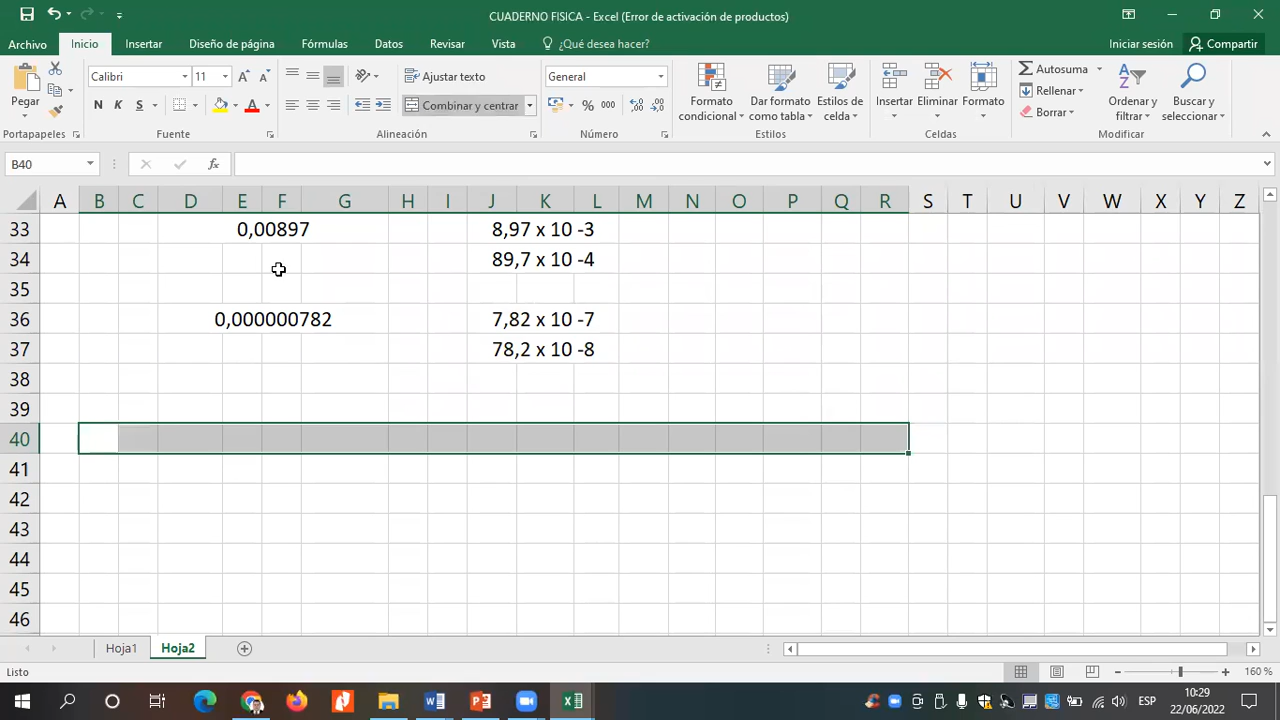 CUADERNO FISICA - Excel (Error de activación de productos)
Archivo Inicio Insertar Diseño de página Fórmulas Datos Revisar Vista ¿Qué desea hacer? Iniciar sesión Compartir
Pegar
Calibri 11
N K S
Ajustar texto
Combinar y centrar
General
% 000
Formato condicional
Dar formato como tabla
Estilos de celda
Insertar Eliminar Formato
Autosuma
Rellenar
Borrar
Ordenar y filtrar
Buscar y seleccionar
Portapapeles Fuente Alineación Número Estilos Celdas Modificar
B40 fx
A B C D E F G H I J K L M N O P Q R S T U V W X Y Z
33 0,00897 8,97 x 10 -3
34 89,7 x 10 -4
35
36 0,000000782 7,82 x 10 -7
37 78,2 x 10 -8
38
39
40
41
42
43
44
45
46
Hoja1 Hoja2
Listo 160 %
ESP
10:29
22/06/2022